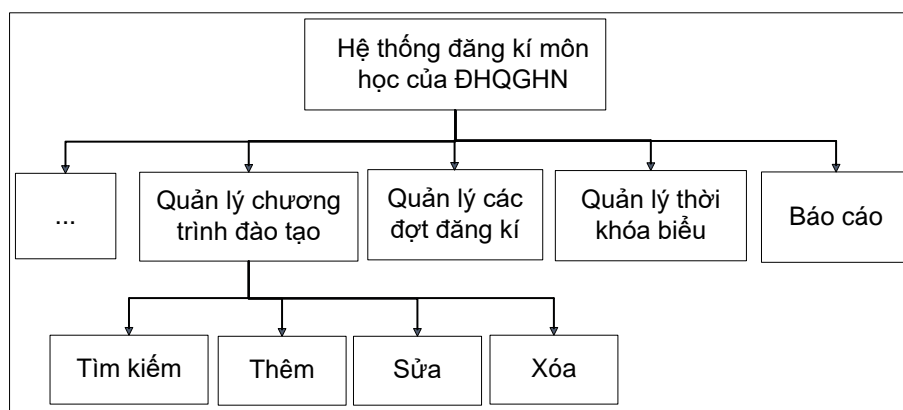 Hệ thống đăng kí môn
học của ĐHQGHN
...
Quản lý chương
trình đào tạo
Quản lý các
đợt đăng kí
Quản lý thời
khóa biểu
Báo cáo
Tìm kiếm
Thêm
Sửa
Xóa